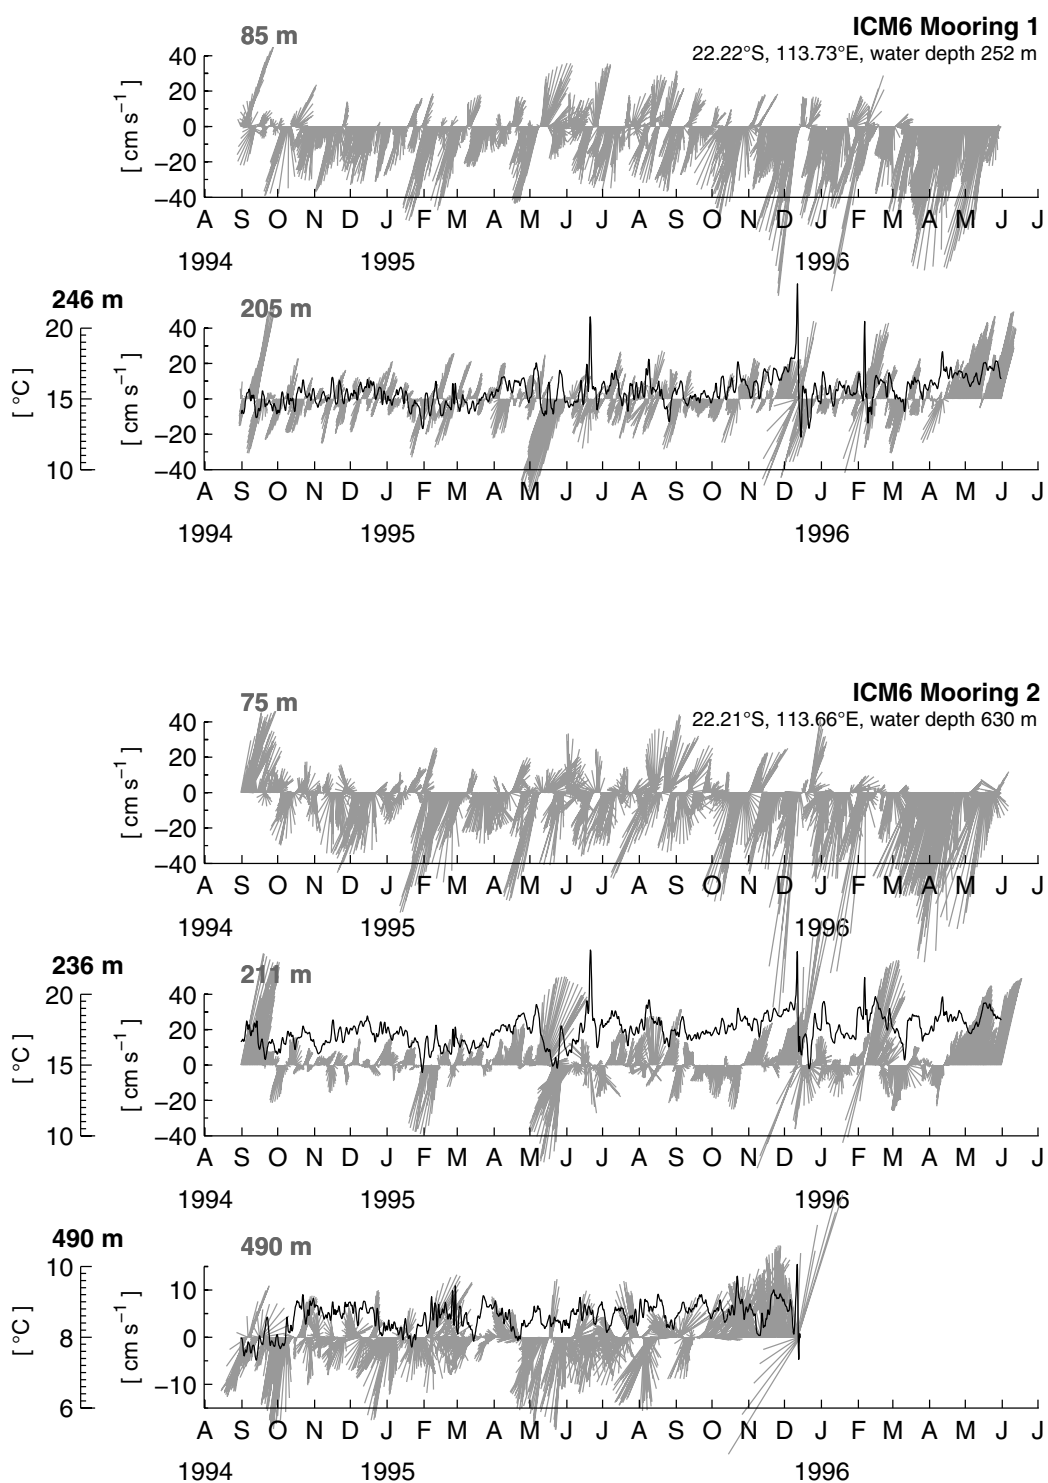 85 m
ICM6 Mooring 1
22.22°S, 113.73°E, water depth 252 m
[ cm s−1 ]
40
20
0
−20
−40
A S O N D J F M A M J J A S O N D J F M A M J J
1994 1995 1996
246 m
205 m
[ °C ]
20
15
10
[ cm s−1 ]
40
20
0
−20
−40
A S O N D J F M A M J J A S O N D J F M A M J J
1994 1995 1996
75 m
ICM6 Mooring 2
22.21°S, 113.66°E, water depth 630 m
[ cm s−1 ]
40
20
0
−20
−40
A S O N D J F M A M J J A S O N D J F M A M J J
1994 1995 1996
236 m
211 m
[ °C ]
20
15
10
[ cm s−1 ]
40
20
0
−20
−40
A S O N D J F M A M J J A S O N D J F M A M J J
1994 1995 1996
490 m
490 m
[ °C ]
10
8
6
[ cm s−1 ]
10
0
−10
A S O N D J F M A M J J A S O N D J F M A M J J
1994 1995 1996